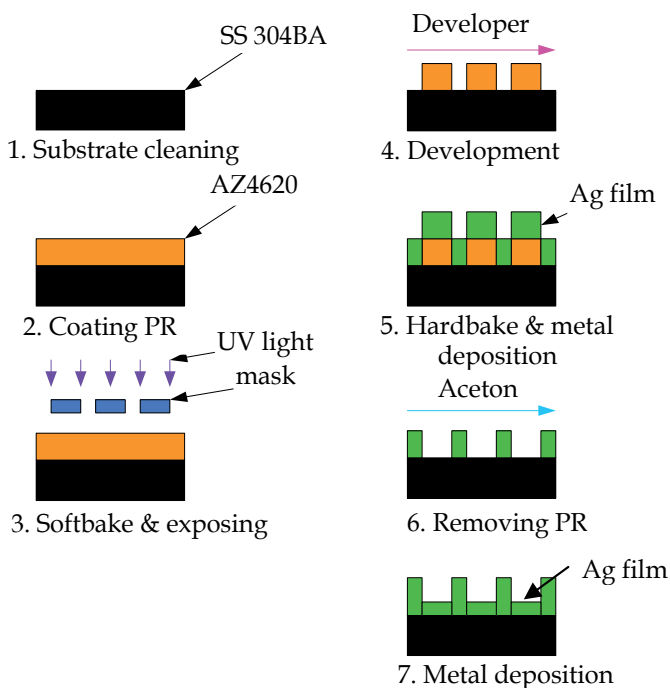 SS 304BA
1. Substrate cleaning
AZ4620
2. Coating PR
UV light
mask
3. Softbake & exposing
Developer
4. Development
Ag film
5. Hardbake & metal
deposition
Aceton
6. Removing PR
Ag film
7. Metal deposition